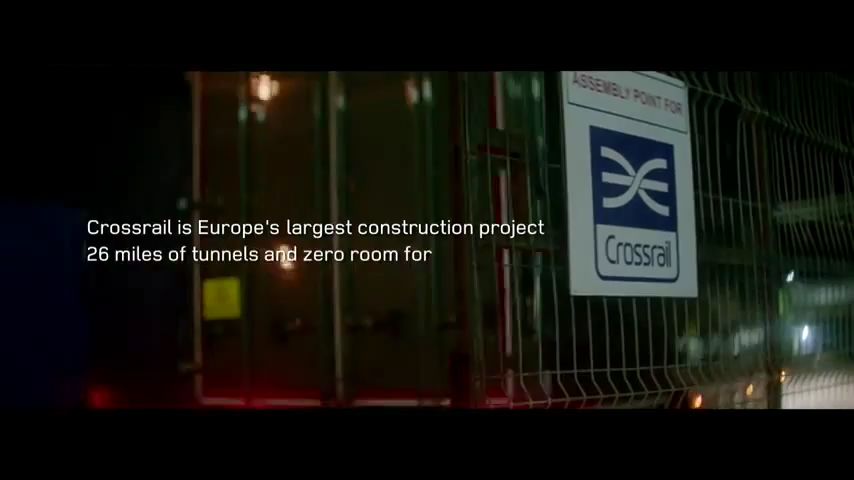 ASSEMBLY POINT FOR
Crossrail is Europe's largest construction project
26 miles of tunnels and zero room for
Crossrail